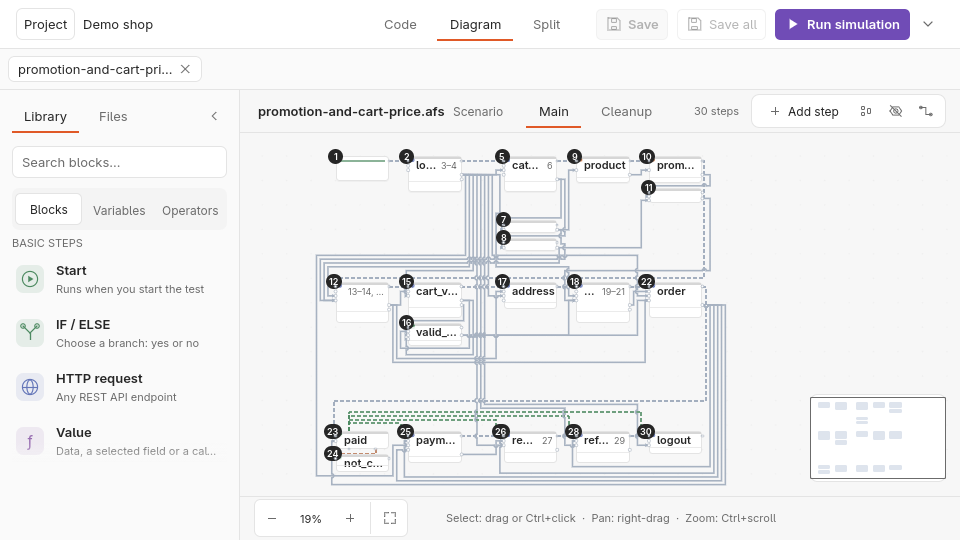 Project Demo shop Code Diagram Split Save Save all Run simulation
promotion-and-cart-pri...
Library Files
promotion-and-cart-price.afs Scenario Main Cleanup 30 steps Add step
Search blocks...
Blocks Variables Operators
BASIC STEPS
Start
Runs when you start the test
IF / ELSE
Choose a branch: yes or no
HTTP request
Any REST API endpoint
Value
Data, a selected field or a cal...
1 2 5 9 10
lo... 3–4 cat... 6 product prom...
11
7
8
12 15 17 18 22
13–14, ... cart_v... address ... 19–21 order
16
valid_...
23 25 26 28 30
paid paym... re... 27 ref... 29 logout
24
not_c...
19%
Select: drag or Ctrl+click · Pan: right-drag · Zoom: Ctrl+scroll